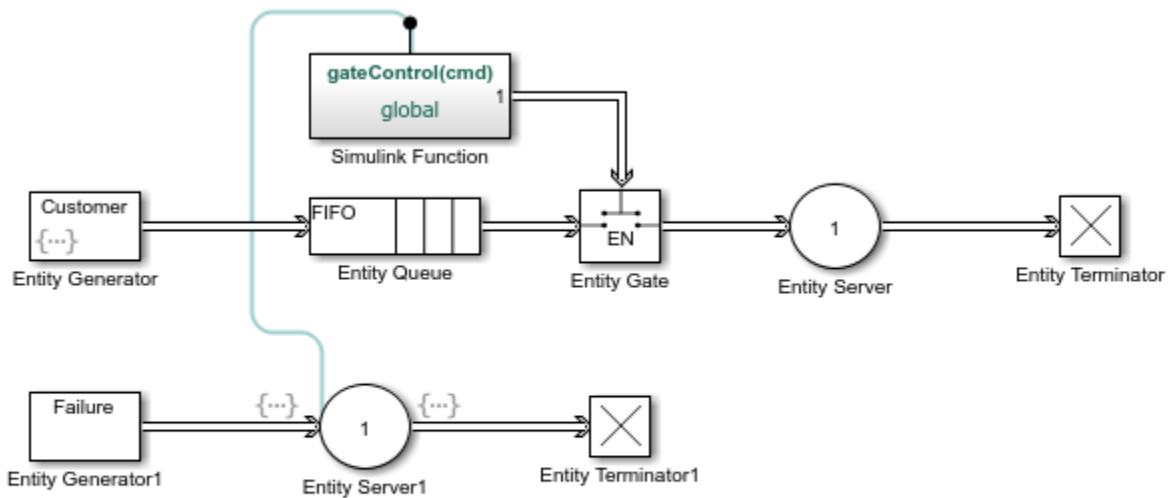 gateControl(cmd)
1
global
Simulink Function
Customer
{...}
Entity Generator
FIFO
Entity Queue
EN
Entity Gate
1
Entity Server
Entity Terminator
Failure
Entity Generator1
{...}
1
{...}
Entity Server1
Entity Terminator1